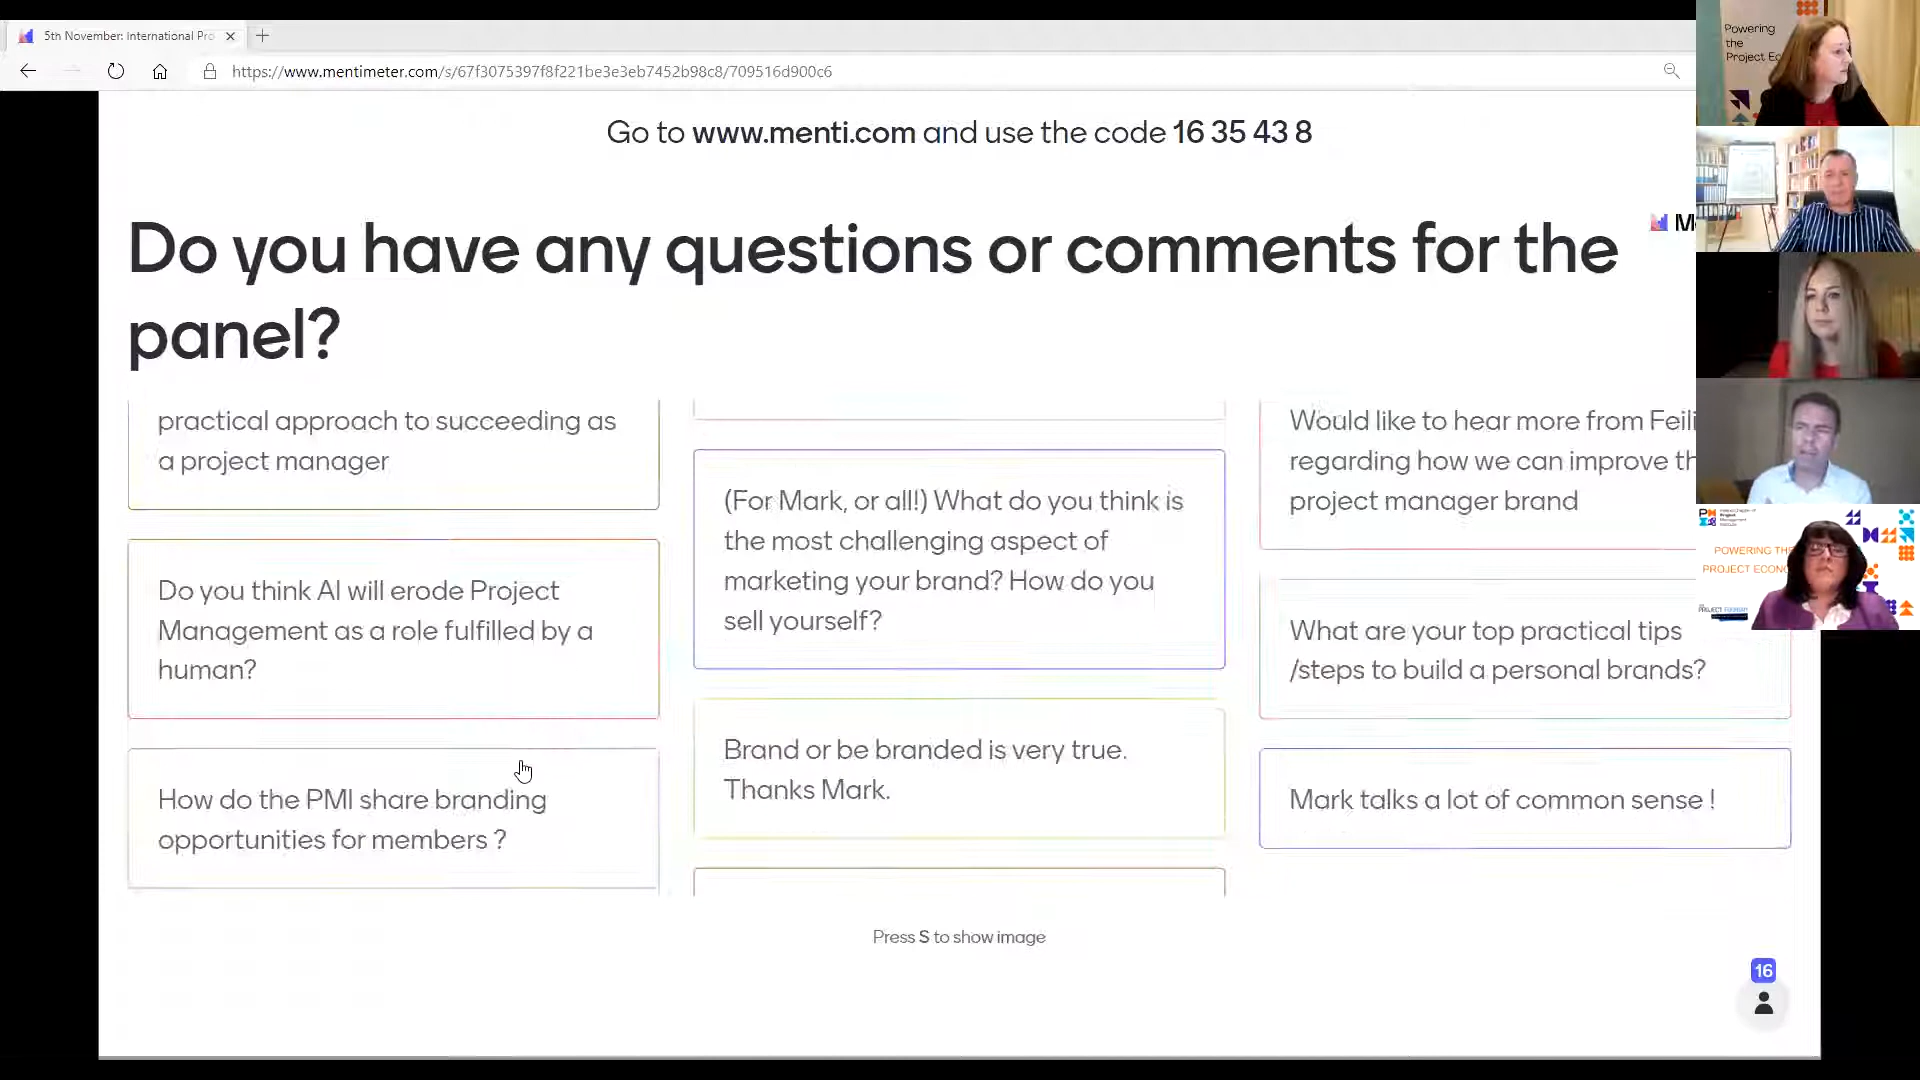 5th November: International Pro
https://www.mentimeter.com/s/67f3075397f8f221be3e3eb7452b98c8/709516d900c6
Go to www.menti.com and use the code 16 35 43 8
Do you have any questions or comments for the
panel?
practical approach to succeeding as
a project manager
Do you think AI will erode Project
Management as a role fulfilled by a
human?
How do the PMI share branding
opportunities for members ?
(For Mark, or all!) What do you think is
the most challenging aspect of
marketing your brand? How do you
sell yourself?
Brand or be branded is very true.
Thanks Mark.
Would like to hear more from Feili
regarding how we can improve th
project manager brand
What are your top practical tips
/steps to build a personal brands?
Mark talks a lot of common sense !
Press S to show image
16
M
Powering
the
Project Ec
POWERING THE
PROJECT ECONO